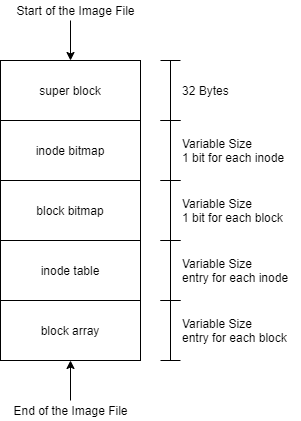 Start of the Image File
super block
32 Bytes
inode bitmap
Variable Size
1 bit for each inode
block bitmap
Variable Size
1 bit for each block
inode table
Variable Size
entry for each inode
block array
Variable Size
entry for each block
End of the Image File